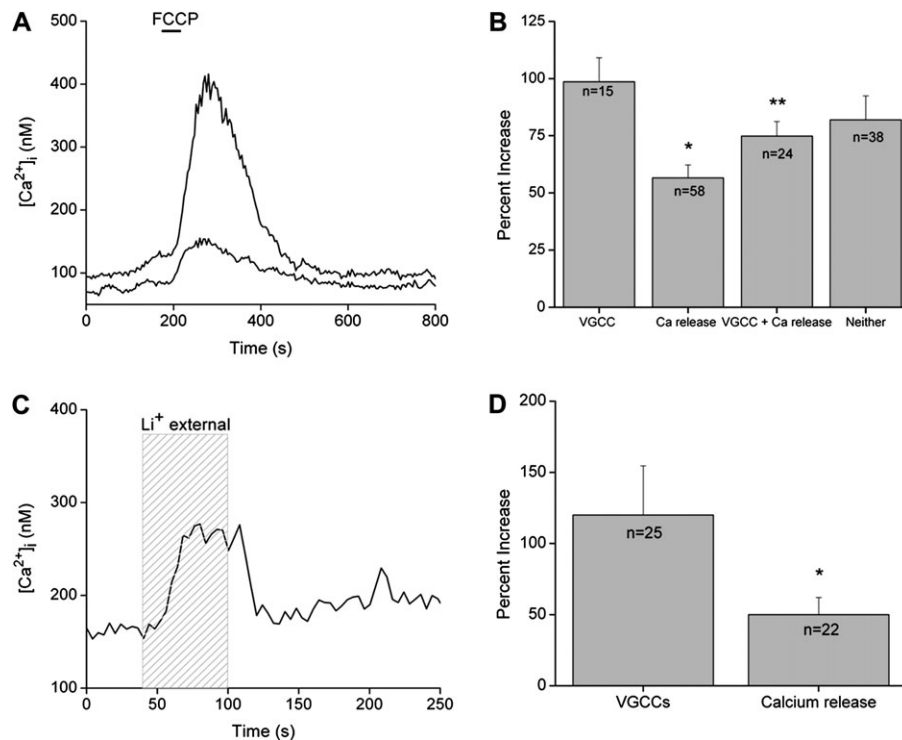 A
FCCP
500
400
300
200
100
[Ca²⁺]ᵢ (nM)
0 200 400 600 800
Time (s)
B
125
100
75
50
25
0
Percent Increase
n=15
*
n=58
**
n=24
n=38
VGCC Ca release VGCC + Ca release Neither
C
Li⁺ external
400
300
200
100
[Ca²⁺]ᵢ (nM)
0 50 100 150 200 250
Time (s)
D
200
150
100
50
0
Percent Increase
n=25
*
n=22
VGCCs Calcium release